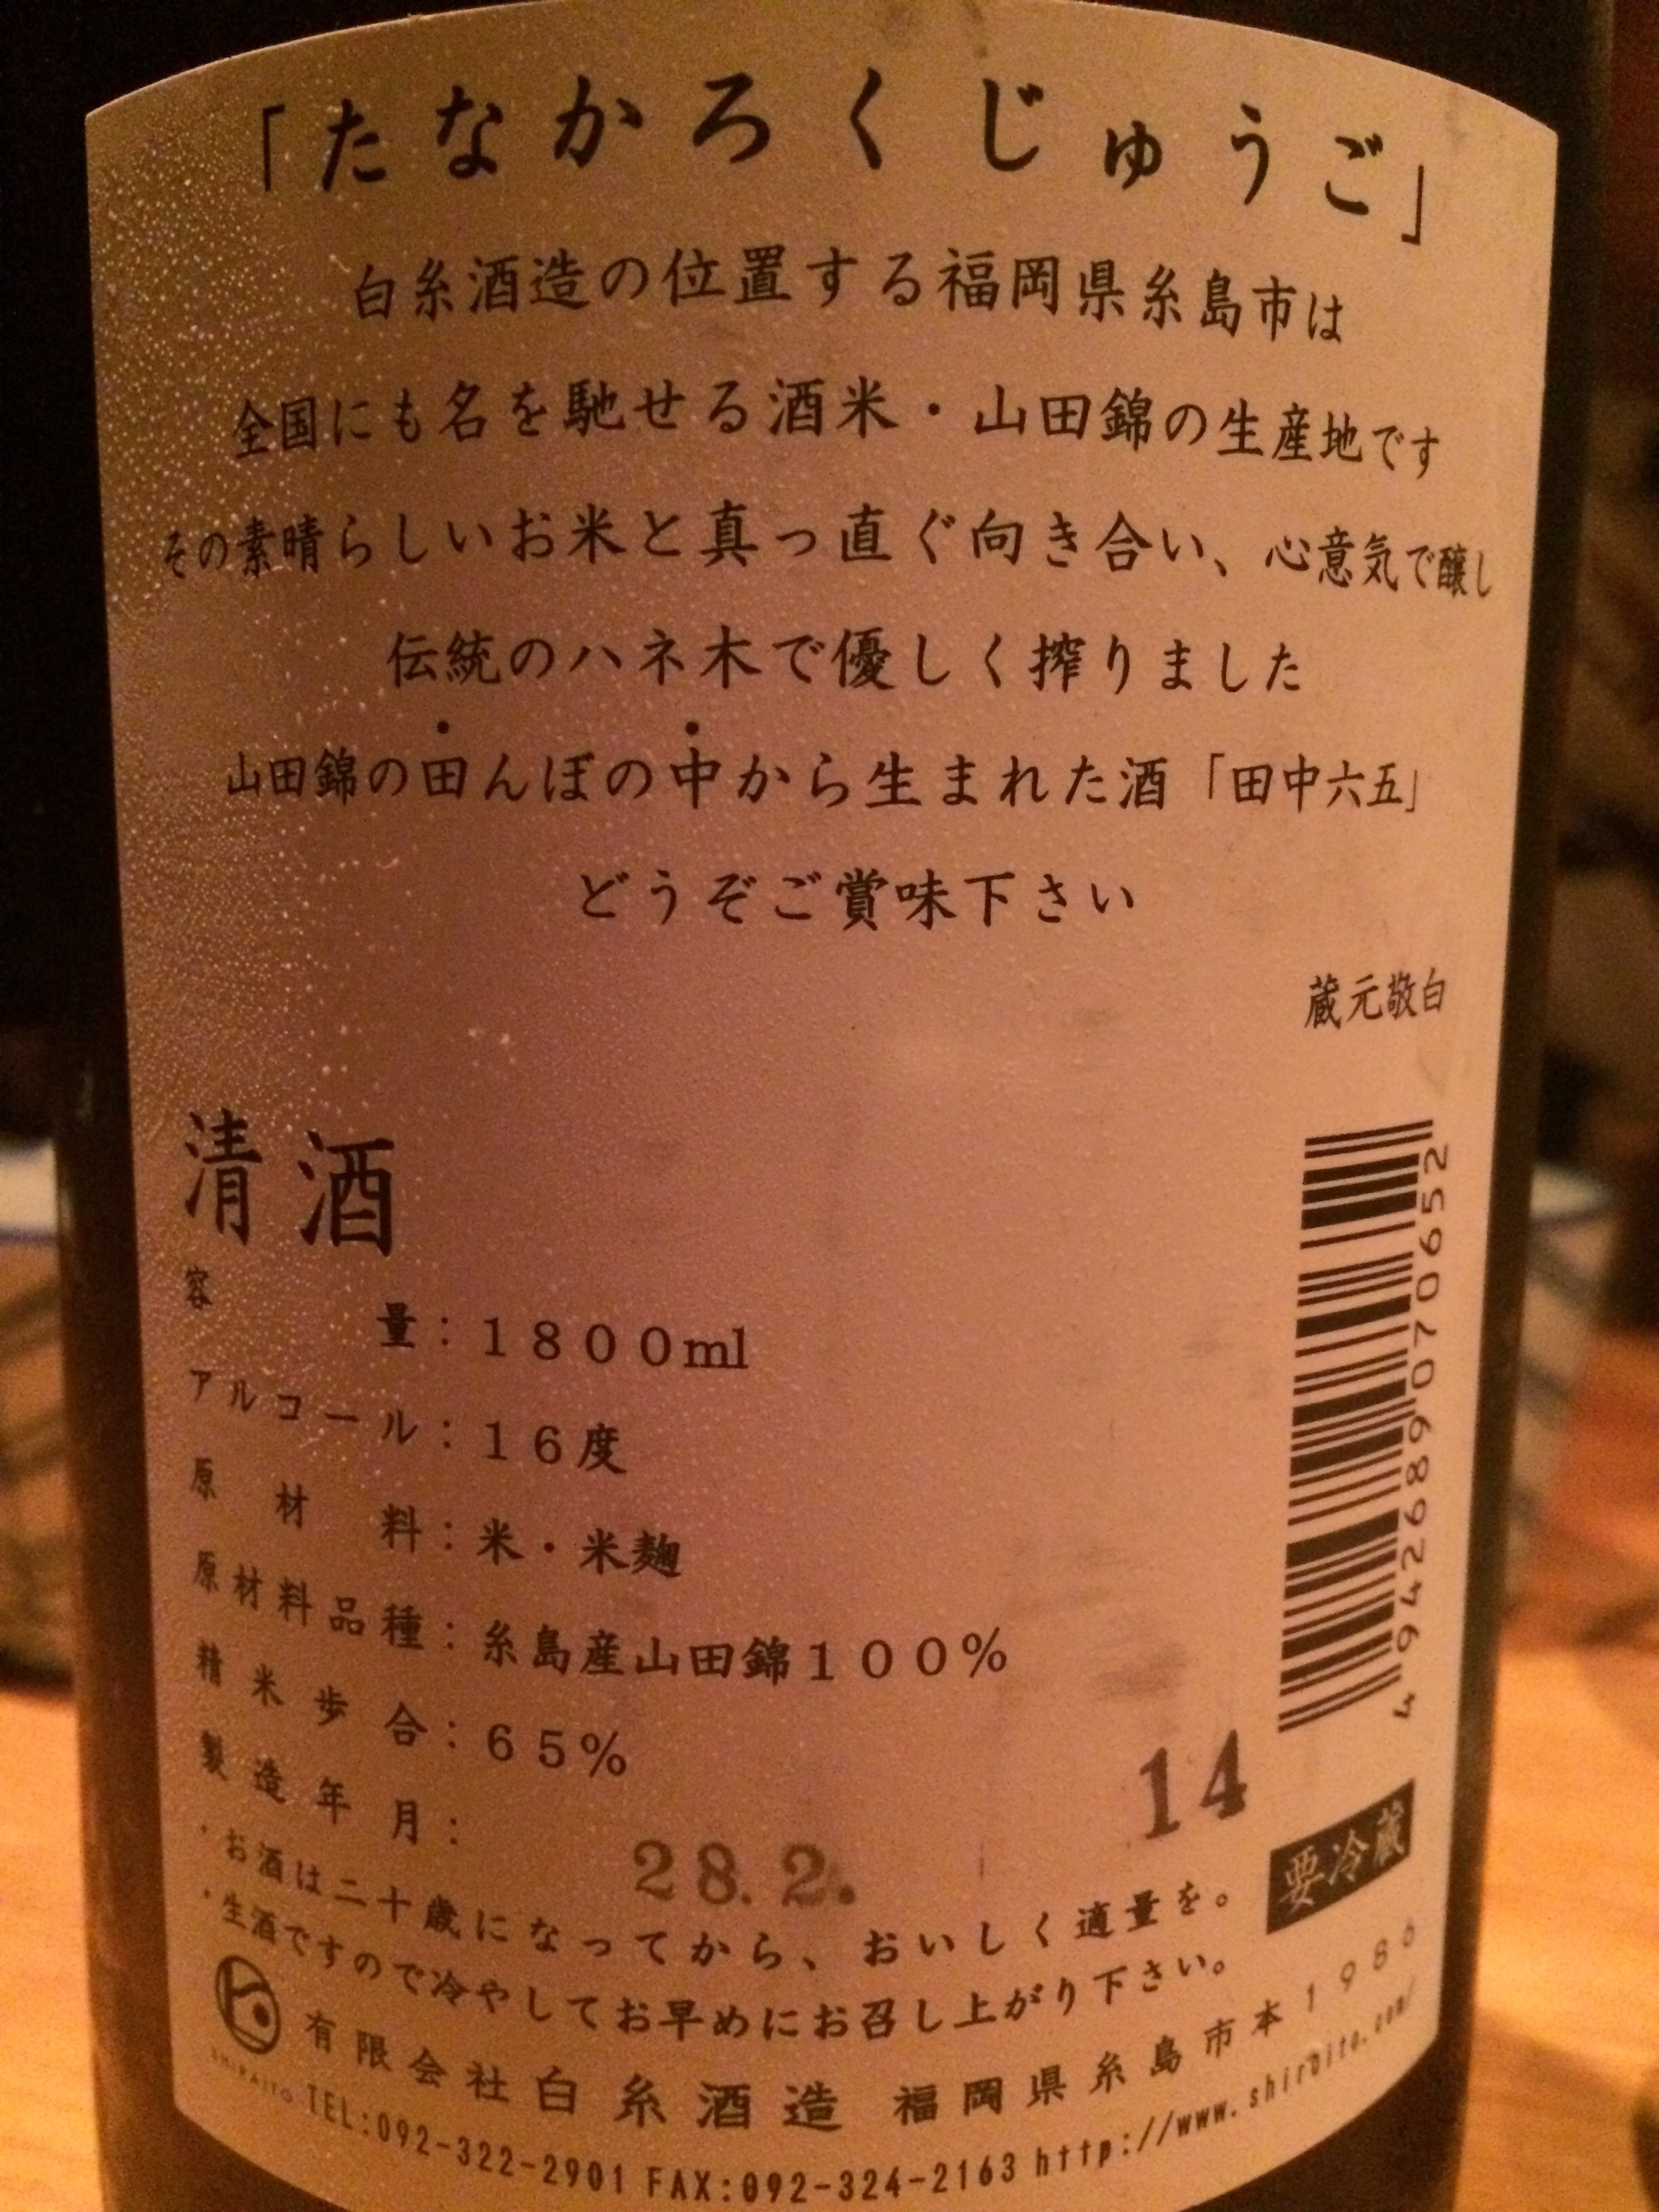 「たなかろくじゅうご」
白糸酒造の位置する福岡県糸島市は
全国にも名を馳せる酒米・山田錦の生産地です
その素晴らしいお米と真っ直ぐ向き合い、心意気で醸し
伝統のハネ木で優しく搾りました
山田錦の田んぼの中から生まれた酒「田中六五」
どうぞご賞味下さい
蔵元敬白
清酒
容量：1800ml
アルコール：16度
原材料：米・米麹
原材料品種：糸島産山田錦100%
精米歩合：65%
製造年月：28.2.
14
4942689070652
要冷蔵
・お酒は二十歳になってから、おいしく適量を。
・生酒ですので冷やしてお早めにお召し上がり下さい。
SHIRAITO
有限会社白糸酒造 福岡県糸島市本1986
TEL:092-322-2901 FAX:092-324-2163 http://www.shiraito.com/